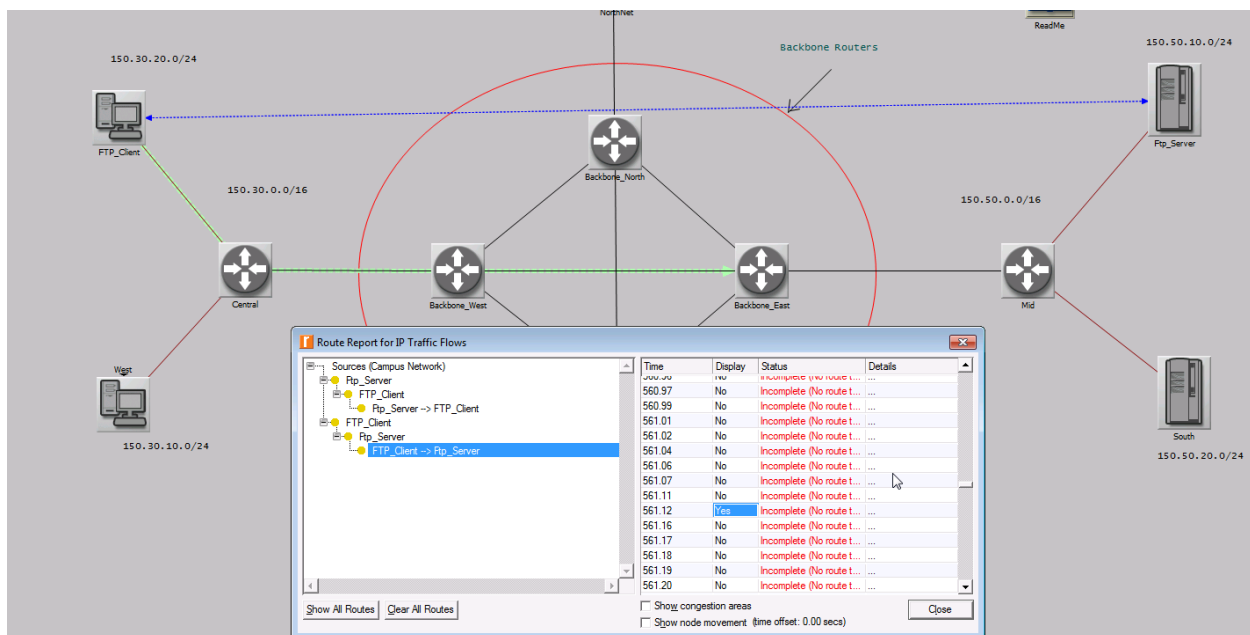 NorthNet
ReadMe
Backbone Routers
150.50.10.0/24
150.30.20.0/24
FTP_Client
Ftp_Server
Backbone_North
150.30.0.0/16
150.50.0.0/16
Central
Backbone_West
Backbone_East
Mid
West
150.30.10.0/24
South
150.50.20.0/24
Route Report for IP Traffic Flows
Sources (Campus Network)
Ftp_Server
FTP_Client
Ftp_Server --> FTP_Client
FTP_Client
Ftp_Server
FTP_Client --> Ftp_Server
Time Display Status Details
560.97 No Incomplete (No route t... ...
560.99 No Incomplete (No route t... ...
561.01 No Incomplete (No route t... ...
561.02 No Incomplete (No route t... ...
561.04 No Incomplete (No route t... ...
561.06 No Incomplete (No route t... ...
561.07 No Incomplete (No route t... ...
561.11 No Incomplete (No route t... ...
561.12 Yes Incomplete (No route t... ...
561.16 No Incomplete (No route t... ...
561.17 No Incomplete (No route t... ...
561.18 No Incomplete (No route t... ...
561.19 No Incomplete (No route t... ...
561.20 No Incomplete (No route t... ...
Show All Routes Clear All Routes
Show congestion areas
Show node movement (time offset: 0.00 secs)
Close